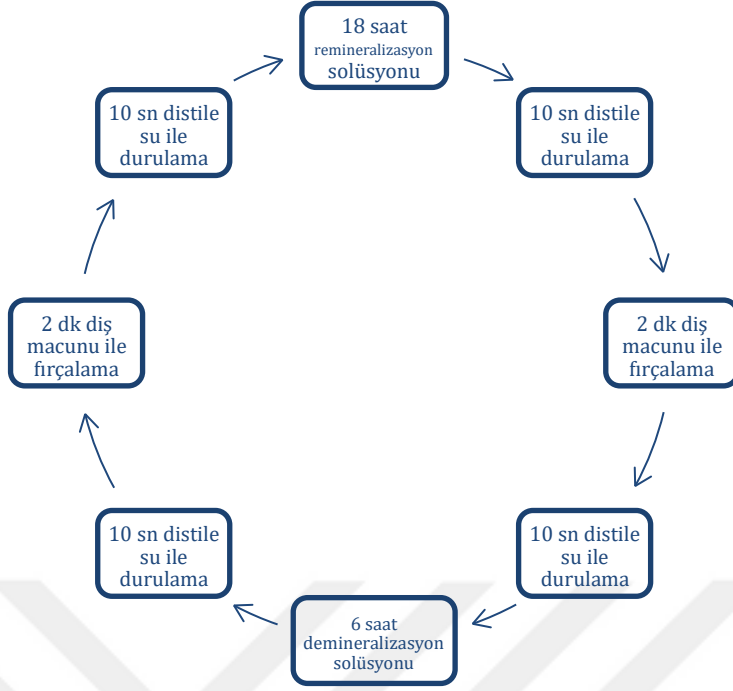 18 saat
remineralizasyon
solüsyonu
10 sn distile
su ile
durulama
2 dk diş
macunu ile
fırçalama
10 sn distile
su ile
durulama
6 saat
demineralizasyon
solüsyonu
10 sn distile
su ile
durulama
2 dk diş
macunu ile
fırçalama
10 sn distile
su ile
durulama